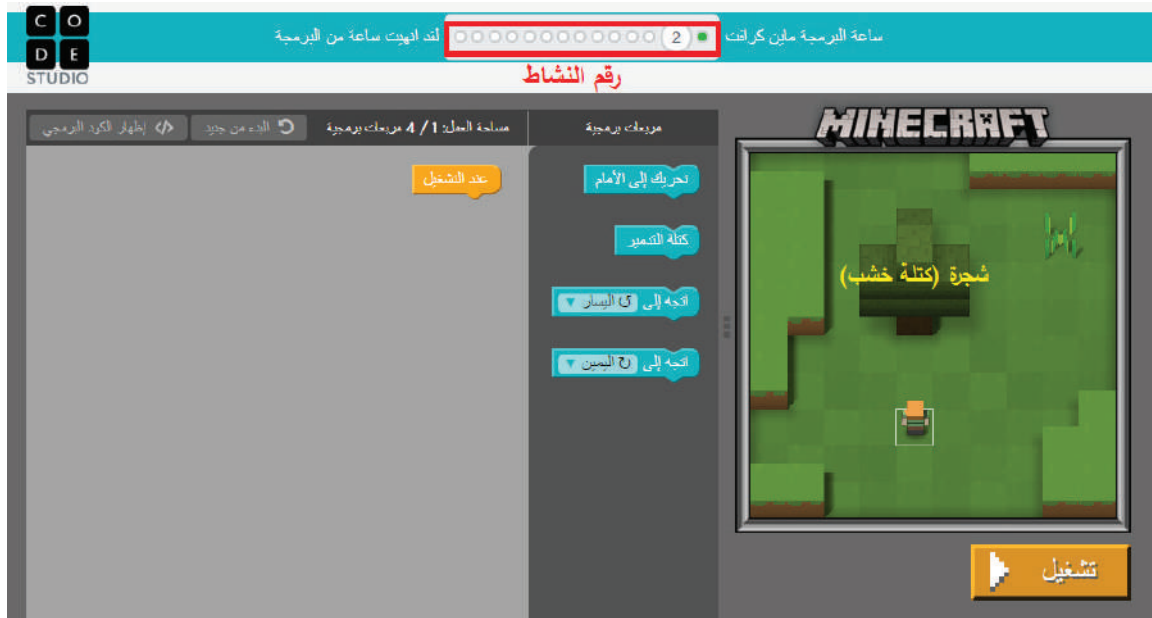 C O
D E
STUDIO
ساعة البرمجة ماين كرافت
2
لقد انهيت ساعة من البرمجة
رقم النشاط
MINECRAFT
مربعات برمجية
مساحة العمل: 1 / 4 مربعات برمجية
البدء من جديد
</> إظهار الكود البرمجي
تحريك إلى الأمام
عند التشغيل
كتلة التدمير
شجرة (كتلة خشب)
اتجه إلى ↺ اليسار ▼
اتجه إلى ↻ اليمين ▼
تشغيل